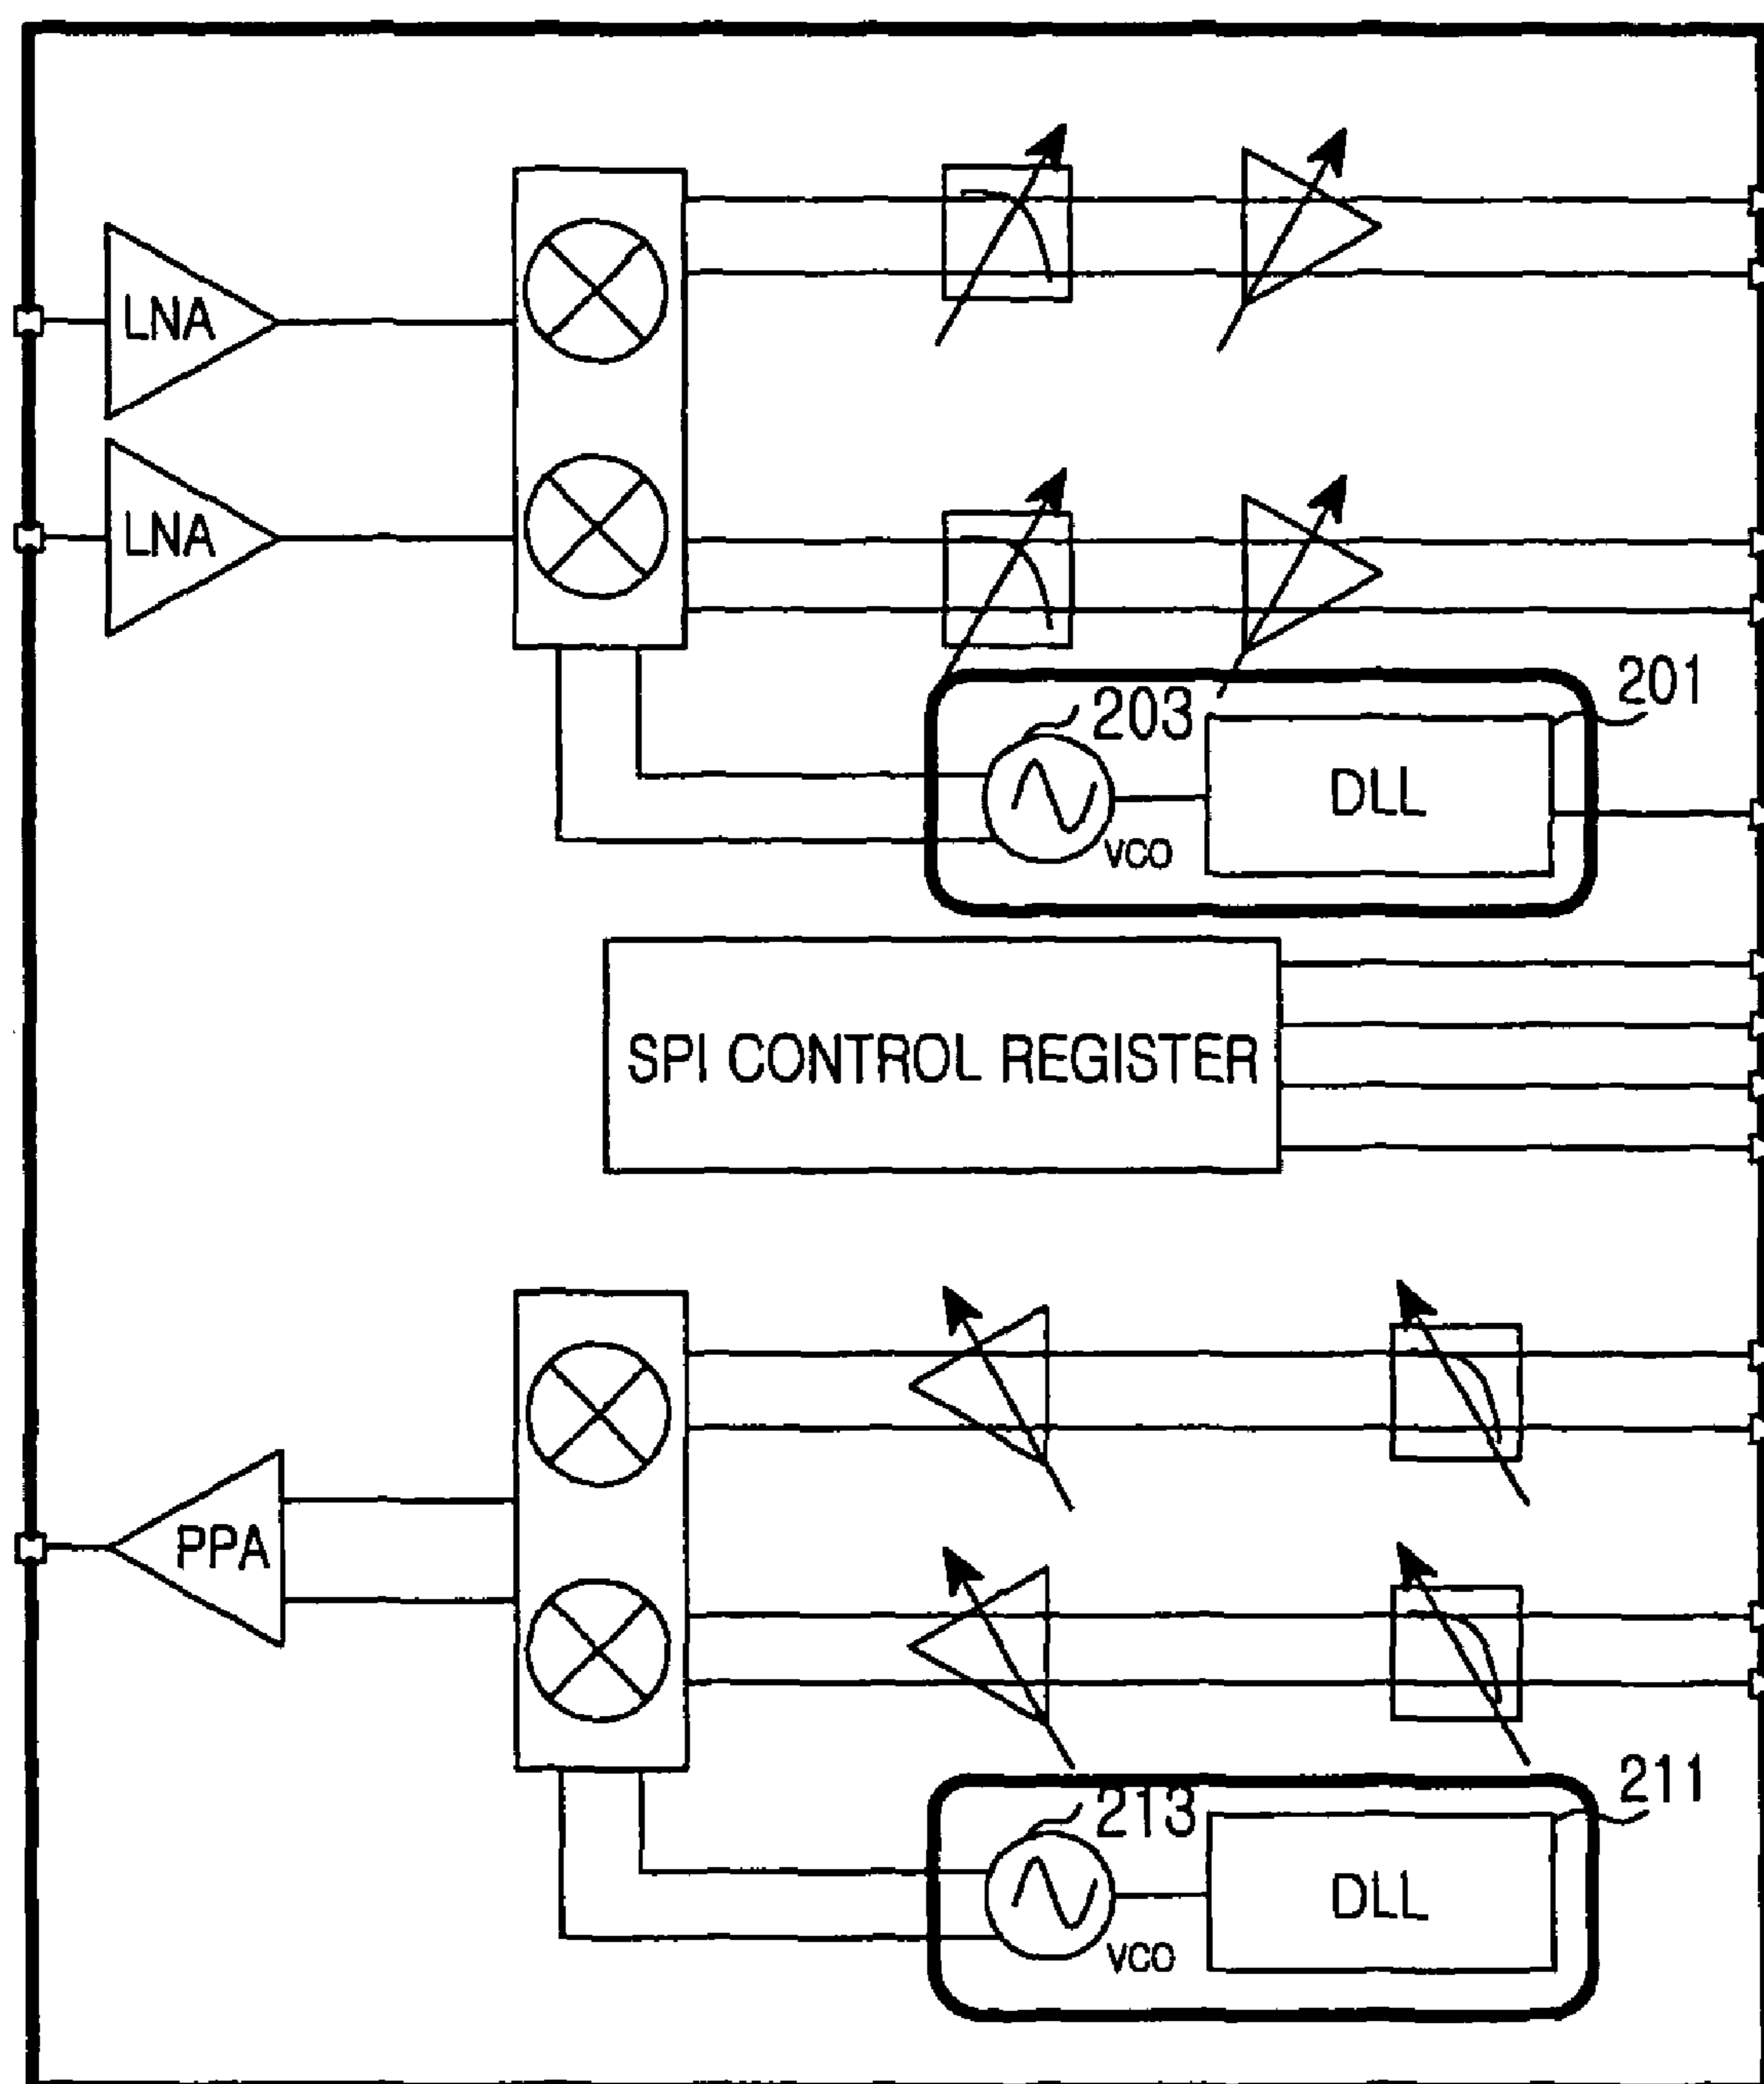 LNA
LNA
201
203
DLL
VCO
SPI CONTROL REGISTER
PPA
211
213
DLL
VCO